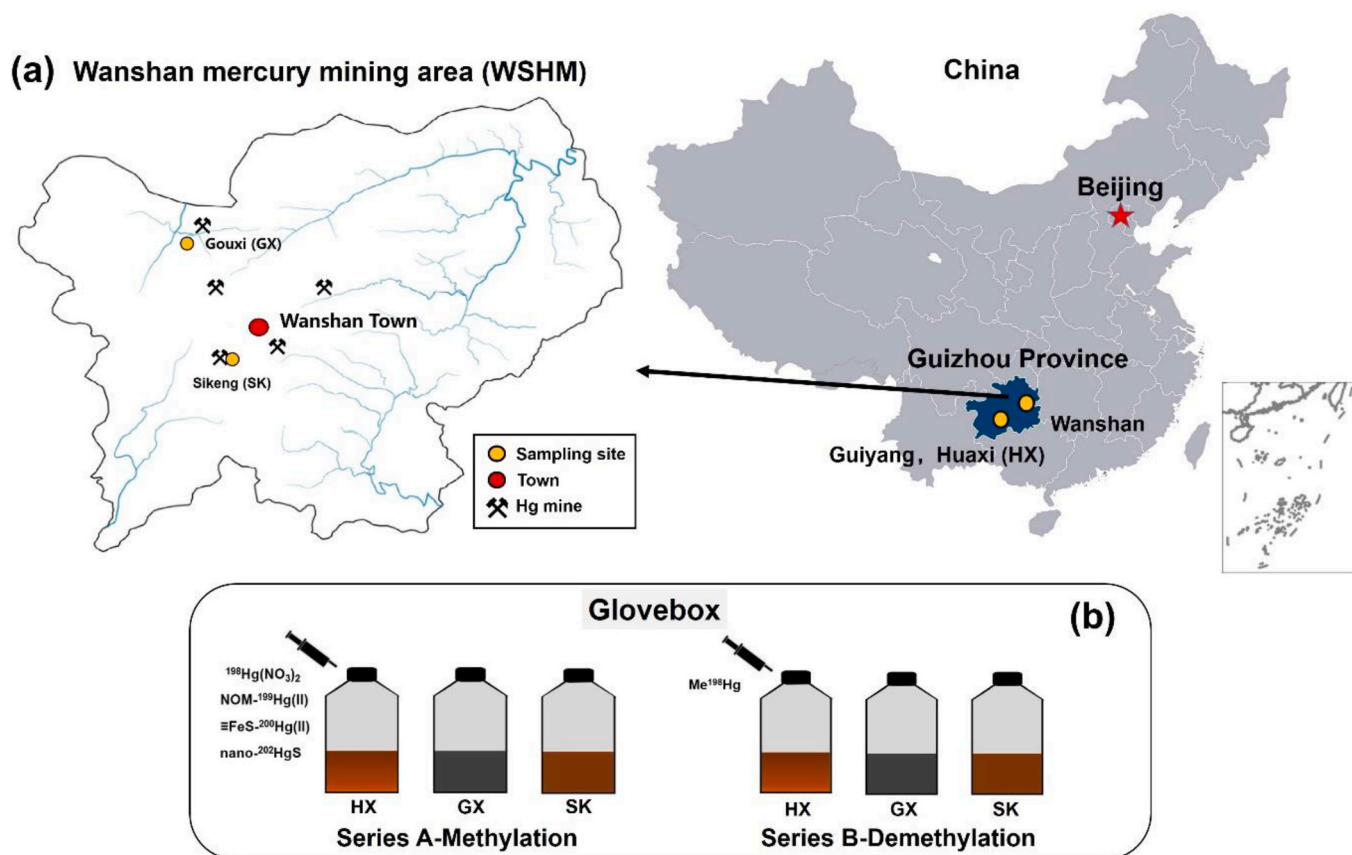 (a) Wanshan mercury mining area (WSHM)
Gouxi (GX)
Wanshan Town
Sikeng (SK)
Sampling site
Town
Hg mine
China
Beijing
Guizhou Province
Wanshan
Guiyang, Huaxi (HX)
Glovebox
(b)
¹⁹⁸Hg(NO₃)₂
NOM-¹⁹⁹Hg(II)
≡FeS-²⁰⁰Hg(II)
nano-²⁰²HgS
HX GX SK
Series A-Methylation
Me¹⁹⁸Hg
HX GX SK
Series B-Demethylation